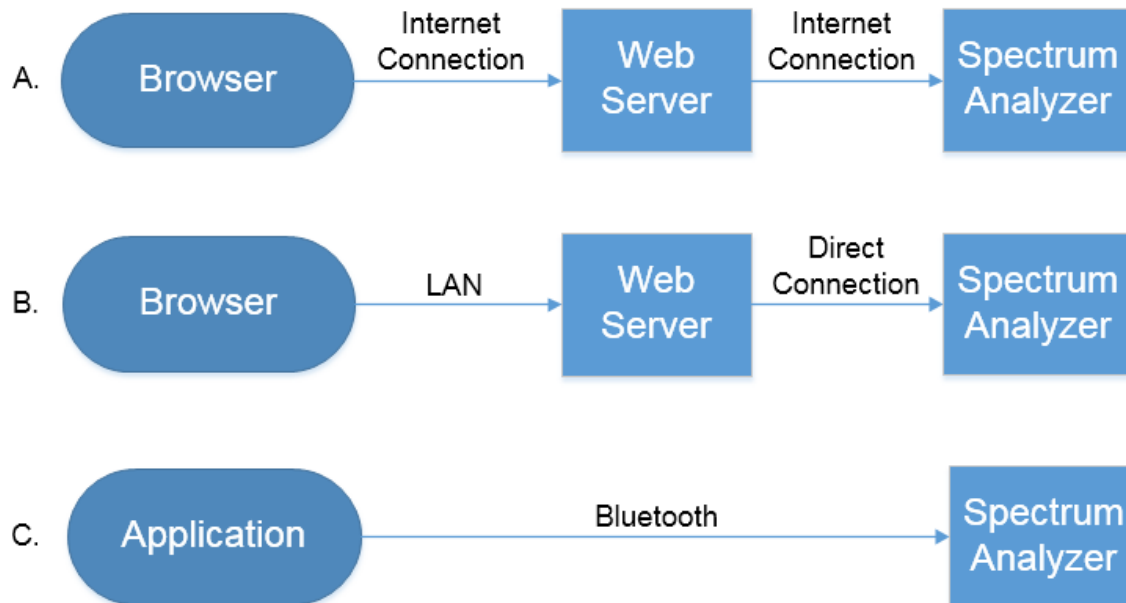 A.
Browser
Internet
Connection
Web
Server
Internet
Connection
Spectrum
Analyzer
B.
Browser
LAN
Web
Server
Direct
Connection
Spectrum
Analyzer
C.
Application
Bluetooth
Spectrum
Analyzer